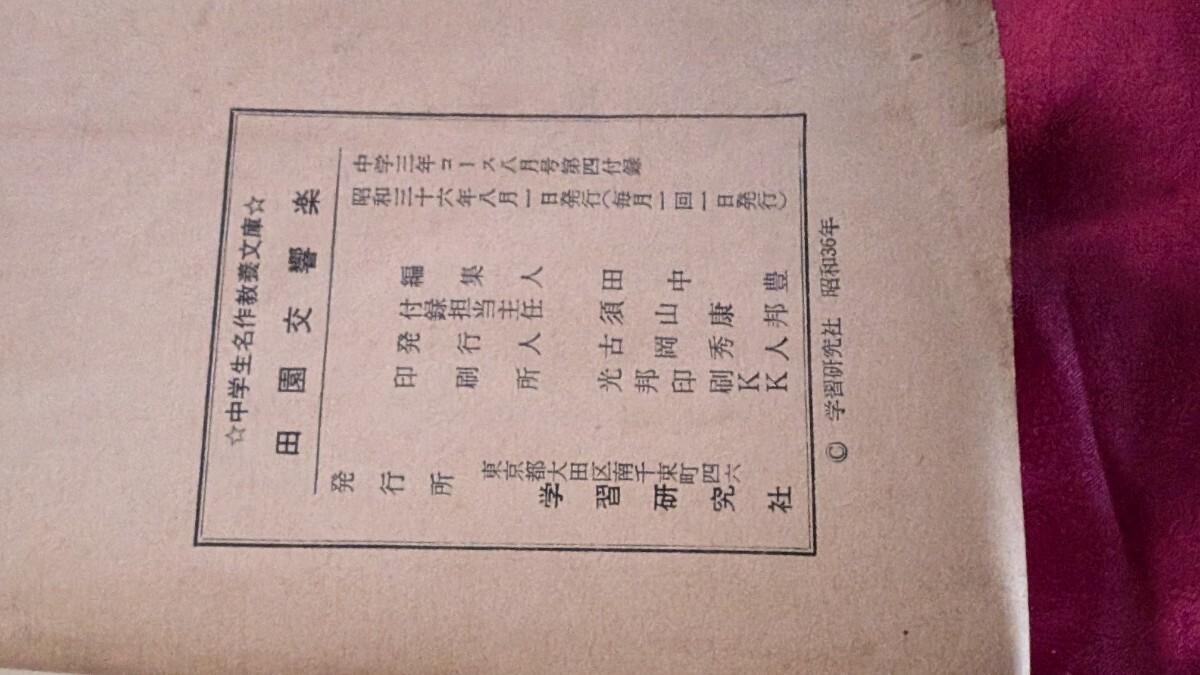 ☆中学生名作教養文庫☆
田園交響楽
中学三年コース八月号第四付録
昭和三十六年八月一日発行(毎月一回一日発行)
編集人 田中豊
付録担当主任 須山康邦
発行人 古岡秀人
印刷所 光邦印刷KK
発行所 東京都大田区南千束町四六
学習研究社
© 学習研究社 昭和36年